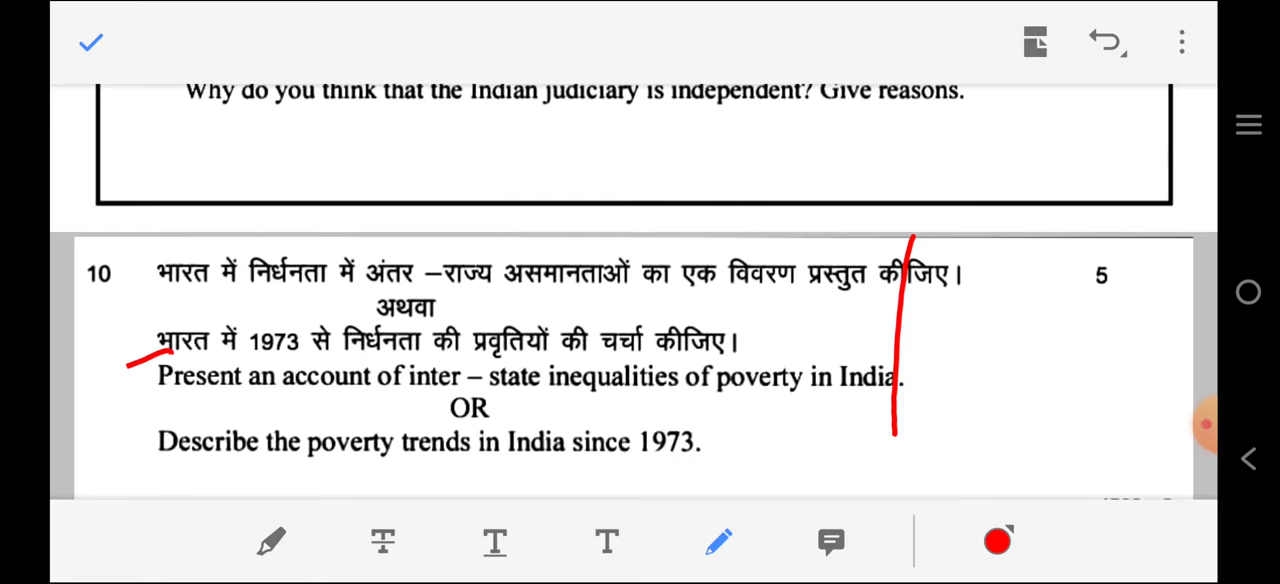 Why do you think that the Indian judiciary is independent? Give reasons.
10 भारत में निर्धनता में अंतर –राज्य असमानताओं का एक विवरण प्रस्तुत कीजिए। 5
अथवा
भारत में 1973 से निर्धनता की प्रवृतियों की चर्चा कीजिए।
Present an account of inter – state inequalities of poverty in India.
OR
Describe the poverty trends in India since 1973.
T T T